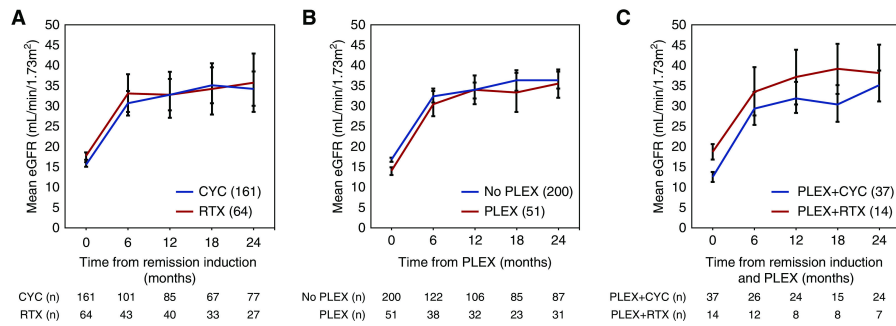 A
50
45
40
35
30
25
20
15
10
5
0
Mean eGFR (mL/min/1.73m²)
CYC (161)
RTX (64)
0 6 12 18 24
Time from remission induction
(months)
CYC (n) 161 101 85 67 77
RTX (n) 64 43 40 33 27
B
50
45
40
35
30
25
20
15
10
5
0
Mean eGFR (mL/min/1.73m²)
No PLEX (200)
PLEX (51)
0 6 12 18 24
Time from PLEX (months)
No PLEX (n) 200 122 106 85 87
PLEX (n) 51 38 32 23 31
C
50
45
40
35
30
25
20
15
10
5
0
Mean eGFR (mL/min/1.73m²)
PLEX+CYC (37)
PLEX+RTX (14)
0 6 12 18 24
Time from remission induction
and PLEX (months)
PLEX+CYC (n) 37 26 24 15 24
PLEX+RTX (n) 14 12 8 8 7